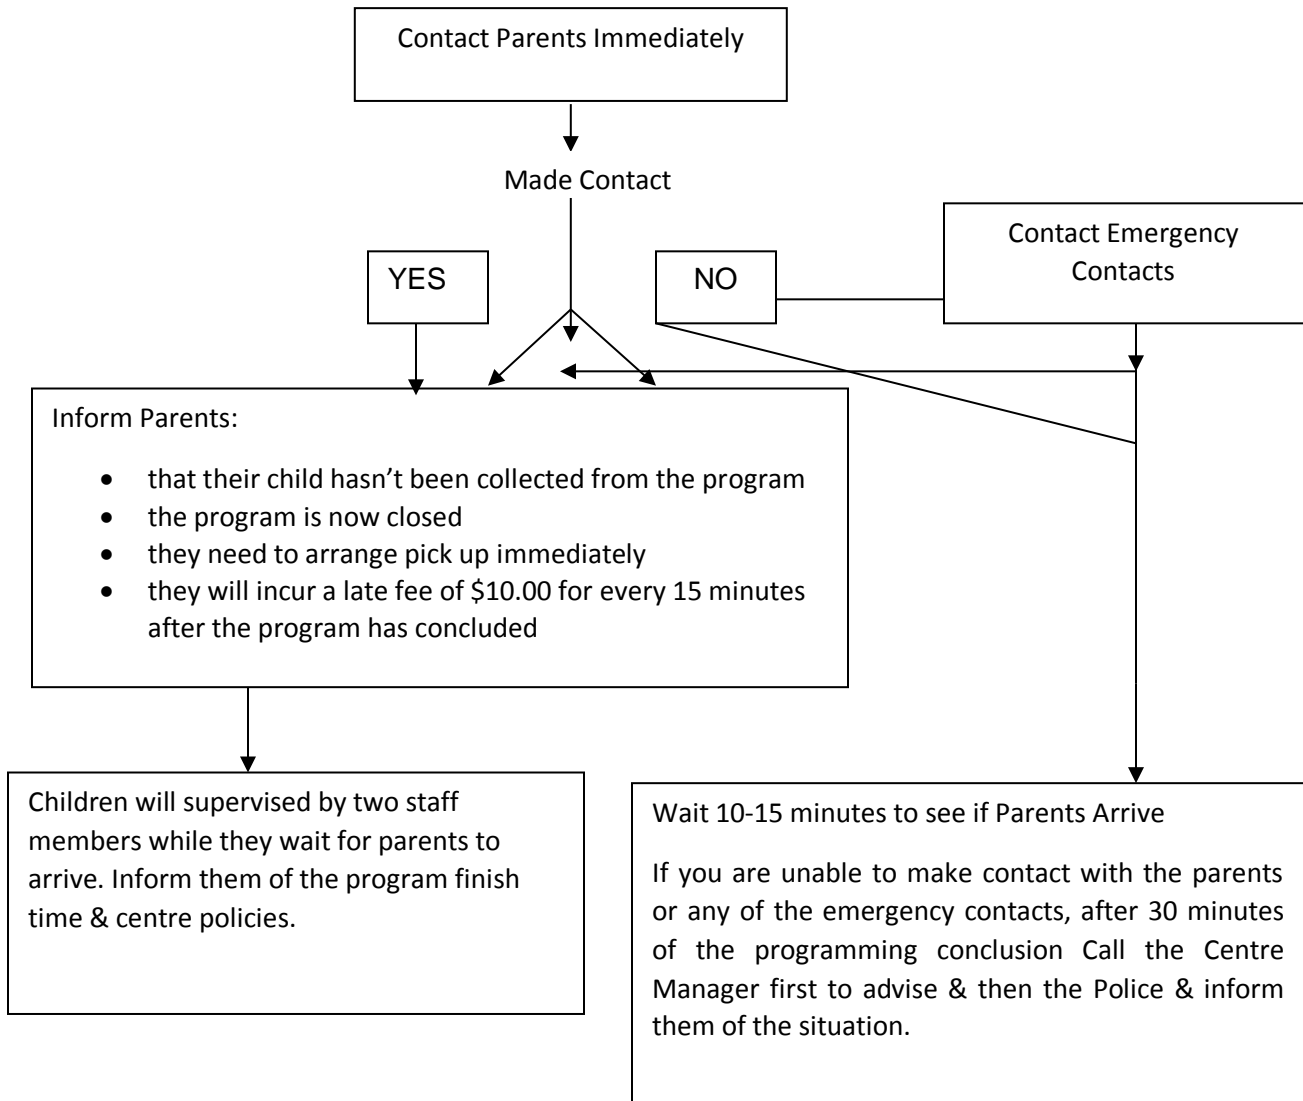 Contact Parents Immediately
Made Contact
Contact Emergency
Contacts
YES
NO
Inform Parents:
• that their child hasn’t been collected from the program
• the program is now closed
• they need to arrange pick up immediately
• they will incur a late fee of $10.00 for every 15 minutes
after the program has concluded
Children will supervised by two staff
members while they wait for parents to
arrive. Inform them of the program finish
time & centre policies.
Wait 10-15 minutes to see if Parents Arrive
If you are unable to make contact with the parents
or any of the emergency contacts, after 30 minutes
of the programming conclusion Call the Centre
Manager first to advise & then the Police & inform
them of the situation.